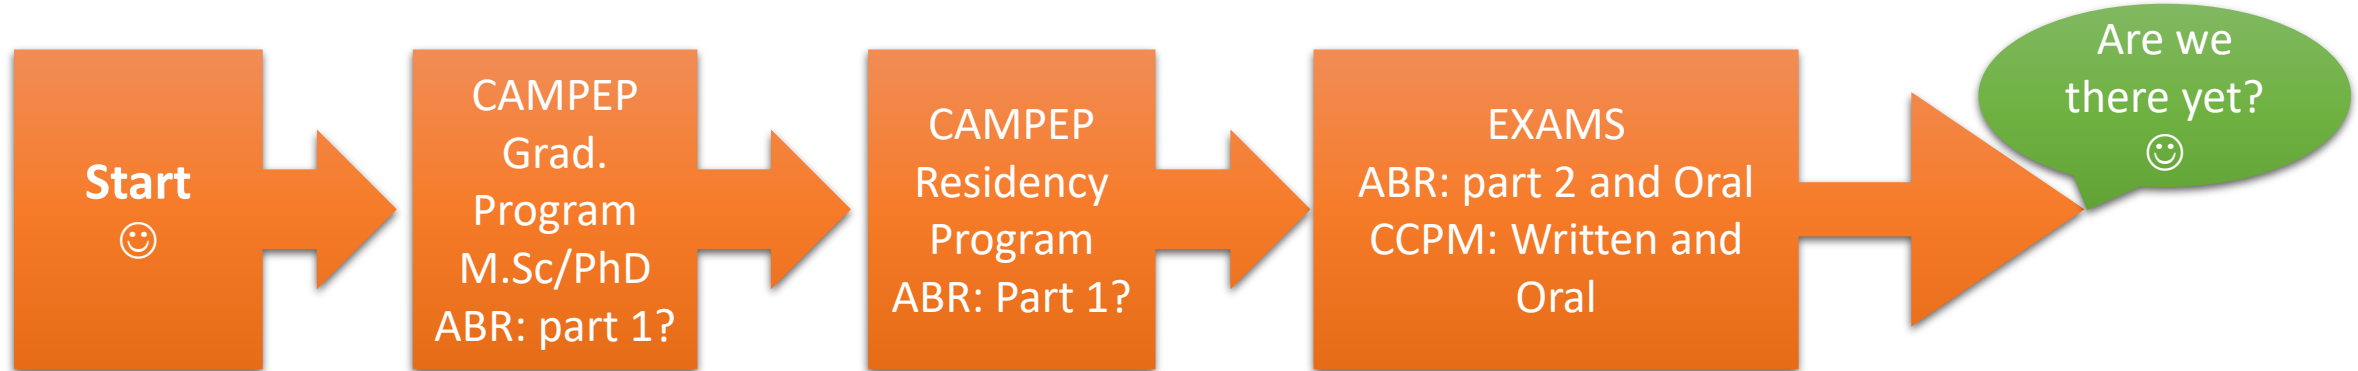 Start
☺
CAMPEP
Grad.
Program
M.Sc/PhD
ABR: part 1?
CAMPEP
Residency
Program
ABR: Part 1?
EXAMS
ABR: part 2 and Oral
CCPM: Written and
Oral
Are we
there yet?
☺